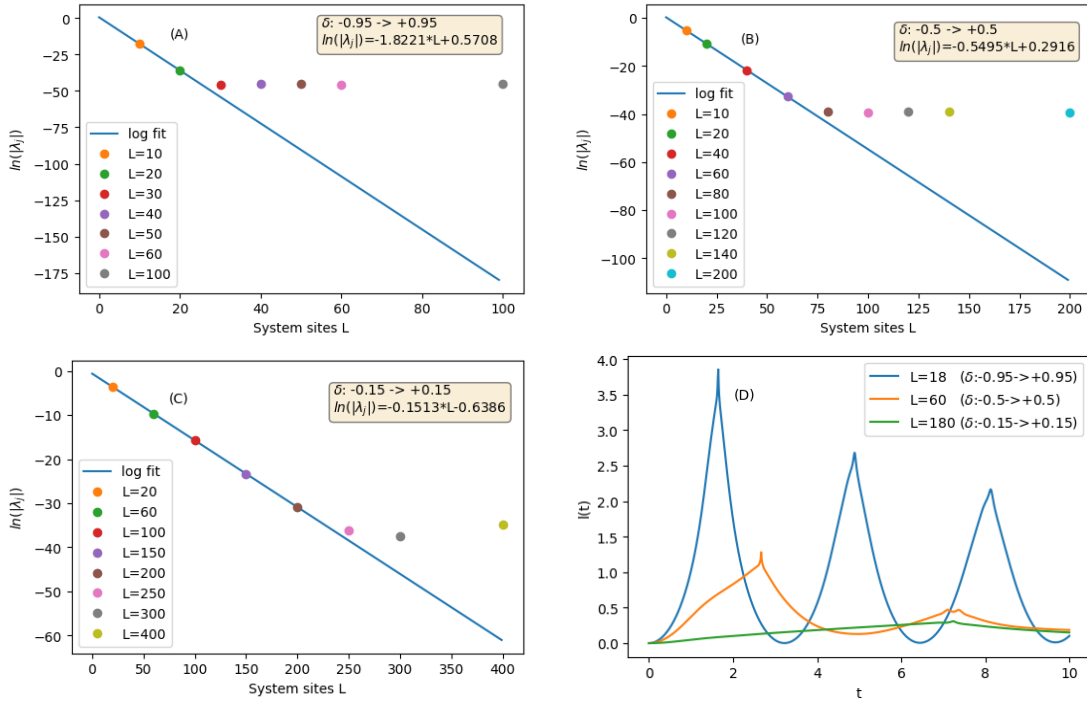 (A)
δ: -0.95 -> +0.95
ln(|λj|)=-1.8221*L+0.5708
0
−25
−50
−75
−100
−125
−150
−175
ln(|λj|)
log fit
L=10
L=20
L=30
L=40
L=50
L=60
L=100
0 20 40 60 80 100
System sites L
(B)
δ: -0.5 -> +0.5
ln(|λj|)=-0.5495*L+0.2916
0
−20
−40
−60
−80
−100
ln(|λj|)
log fit
L=10
L=20
L=40
L=60
L=80
L=100
L=120
L=140
L=200
0 25 50 75 100 125 150 175 200
System sites L
(C)
δ: -0.15 -> +0.15
ln(|λj|)=-0.1513*L-0.6386
0
−10
−20
−30
−40
−50
−60
ln(|λj|)
log fit
L=20
L=60
L=100
L=150
L=200
L=250
L=300
L=400
0 50 100 150 200 250 300 350 400
System sites L
(D)
L=18 (δ:-0.95->+0.95)
L=60 (δ:-0.5->+0.5)
L=180 (δ:-0.15->+0.15)
4.0
3.5
3.0
2.5
2.0
1.5
1.0
0.5
0.0
I(t)
0 2 4 6 8 10
t